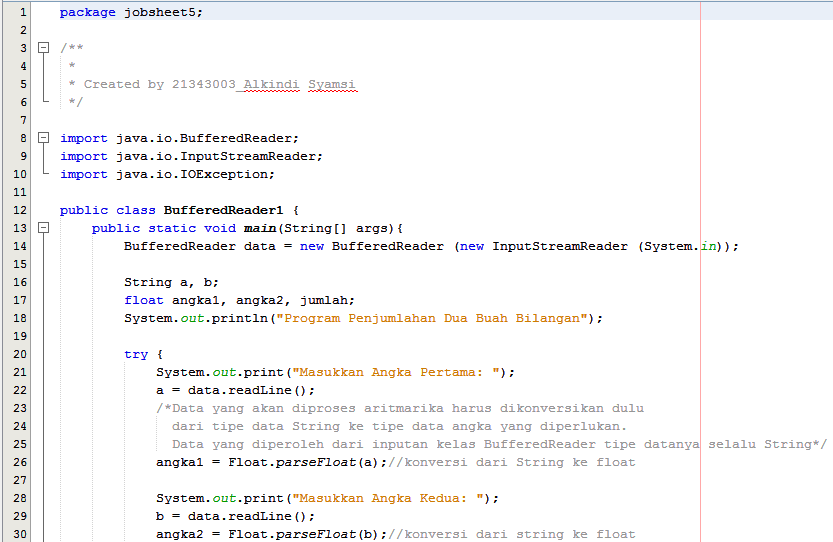 1 package jobsheet5;
2
3 /**
4 *
5 * Created by 21343003 Alkindi Syamsi
6 */
7
8 import java.io.BufferedReader;
9 import java.io.InputStreamReader;
10 import java.io.IOException;
11
12 public class BufferedReader1 {
13 public static void main(String[] args){
14 BufferedReader data = new BufferedReader (new InputStreamReader (System.in));
15
16 String a, b;
17 float angka1, angka2, jumlah;
18 System.out.println("Program Penjumlahan Dua Buah Bilangan");
19
20 try {
21 System.out.print("Masukkan Angka Pertama: ");
22 a = data.readLine();
23 /*Data yang akan diproses aritmarika harus dikonversikan dulu
24 dari tipe data String ke tipe data angka yang diperlukan.
25 Data yang diperoleh dari inputan kelas BufferedReader tipe datanya selalu String*/
26 angka1 = Float.parseFloat(a);//konversi dari String ke float
27
28 System.out.print("Masukkan Angka Kedua: ");
29 b = data.readLine();
30 angka2 = Float.parseFloat(b);//konversi dari string ke float